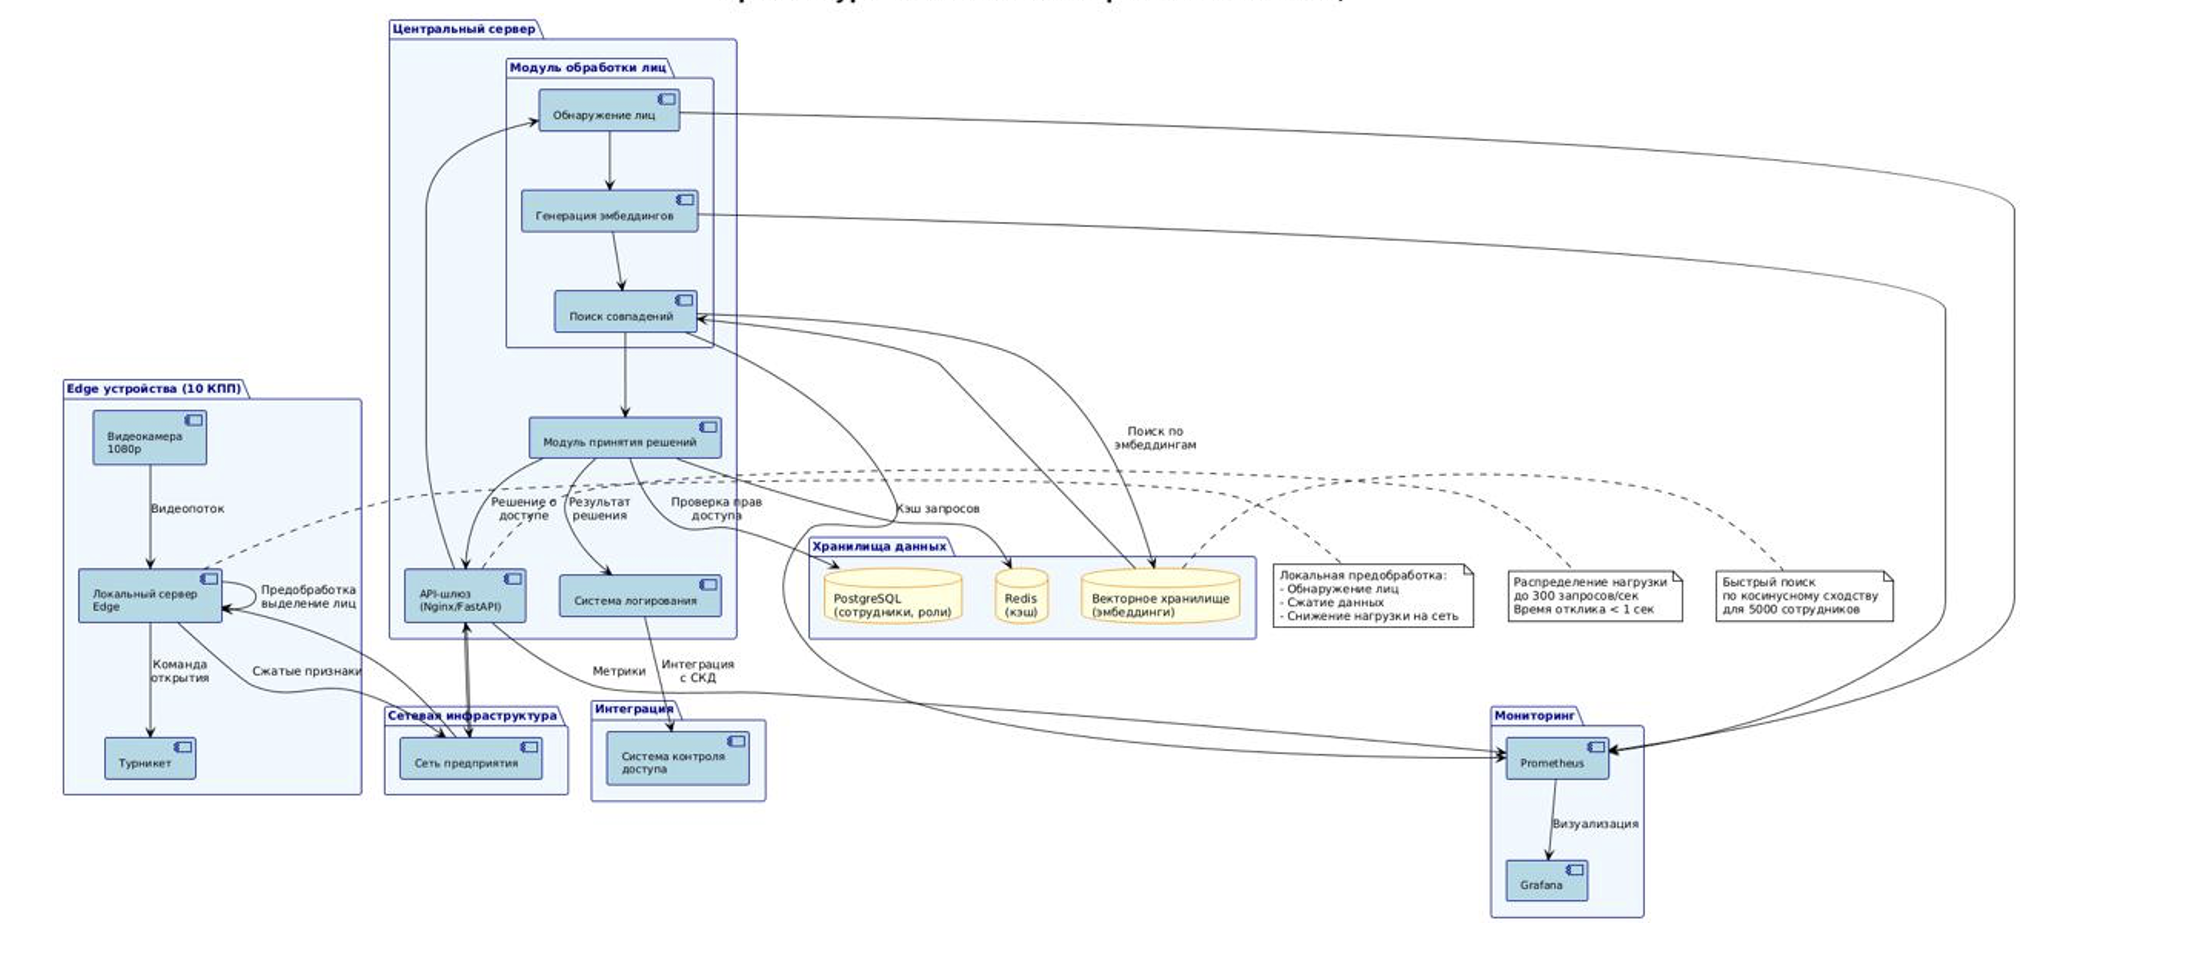 Центральный сервер
Модуль обработки лиц
Обнаружение лиц
Генерация эмбеддингов
Поиск совпадений
Модуль принятия решений
Решение о
доступе
Результат
решения
Проверка прав
доступа
Кэш запросов
Поиск по
эмбеддингам
API-шлюз
(Nginx/FastAPI)
Система логирования
Edge устройства (10 КПП)
Видеокамера
1080p
Видеопоток
Локальный сервер
Edge
Предобработка
выделение лиц
Команда
открытия
Сжатые признаки
Турникет
Сетевая инфраструктура
Сеть предприятия
Метрики
Интеграция
с СКД
Интеграция
Система контроля
доступа
Хранилища данных
PostgreSQL
(сотрудники, роли)
Redis
(кэш)
Векторное хранилище
(эмбеддинги)
Локальная предобработка:
- Обнаружение лиц
- Сжатие данных
- Снижение нагрузки на сеть
Распределение нагрузки
до 300 запросов/сек
Время отклика < 1 сек
Быстрый поиск
по косинусному сходству
для 5000 сотрудников
Мониторинг
Prometheus
Визуализация
Grafana